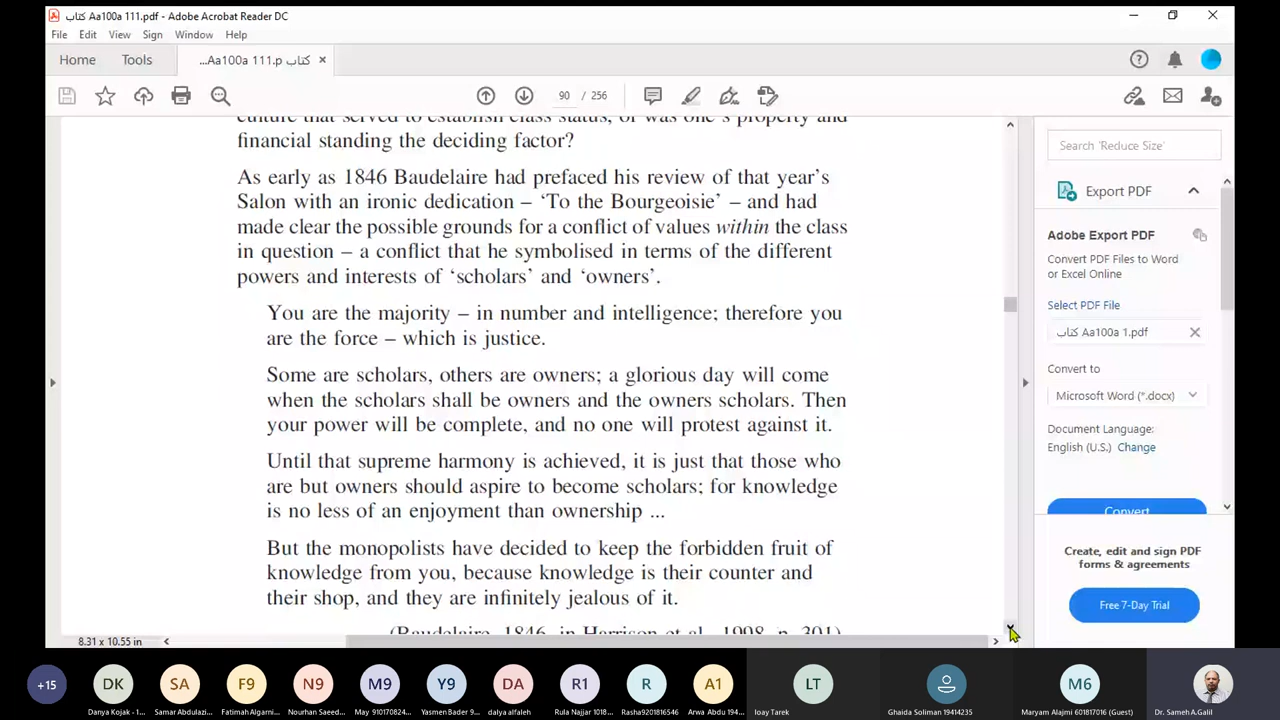 كتاب Aa100a 111.pdf - Adobe Acrobat Reader DC
File Edit View Sign Window Help
Home Tools ...Aa100a 111.p كتاب ×
90 / 256
culture that served to establish class status, or was one's property and
financial standing the deciding factor?
As early as 1846 Baudelaire had prefaced his review of that year's
Salon with an ironic dedication – 'To the Bourgeoisie' – and had
made clear the possible grounds for a conflict of values within the class
in question – a conflict that he symbolised in terms of the different
powers and interests of 'scholars' and 'owners'.
You are the majority – in number and intelligence; therefore you
are the force – which is justice.
Some are scholars, others are owners; a glorious day will come
when the scholars shall be owners and the owners scholars. Then
your power will be complete, and no one will protest against it.
Until that supreme harmony is achieved, it is just that those who
are but owners should aspire to become scholars; for knowledge
is no less of an enjoyment than ownership ...
But the monopolists have decided to keep the forbidden fruit of
knowledge from you, because knowledge is their counter and
their shop, and they are infinitely jealous of it.
(Baudelaire, 1846, in Harrison et al., 1998, p. 301)
8.31 x 10.55 in
Search 'Reduce Size'
Export PDF
Adobe Export PDF
Convert PDF Files to Word
or Excel Online
Select PDF File
كتاب Aa100a 1.pdf
Convert to
Microsoft Word (*.docx)
Document Language:
English (U.S.) Change
Convert
Create, edit and sign PDF
forms & agreements
Free 7-Day Trial
+15 DK SA F9 N9 M9 Y9 DA R1 R A1 LT M6
Danya Kojak - 1... Samar Abdulazi... Fatimah Algarni... Nourhan Saeed... May 910170824... Yasmen Bader 9... dalya alfaleh Rula Najjar 1018... Rasha9201816546 Arwa Abdu 194... loay Tarek Ghaida Soliman 19414235 Maryam Alajmi 601817016 (Guest) Dr. Sameh A.Galil